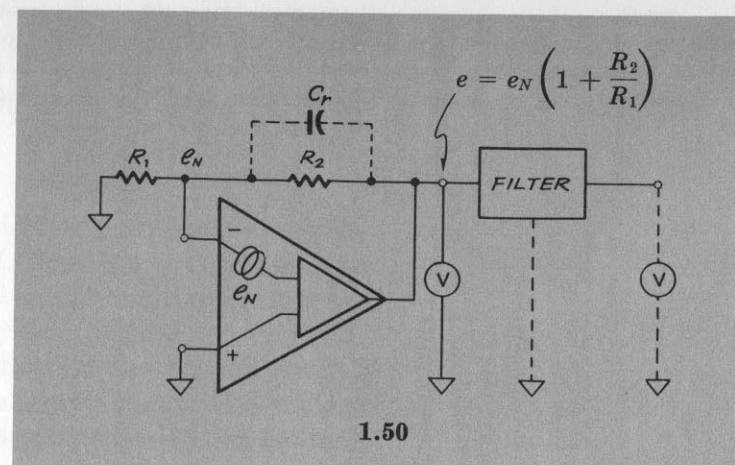 e = e_N (1 + R_2/R_1)
C_r
R_1
e_N
R_2
FILTER
−
e_N
V
V
+
1.50